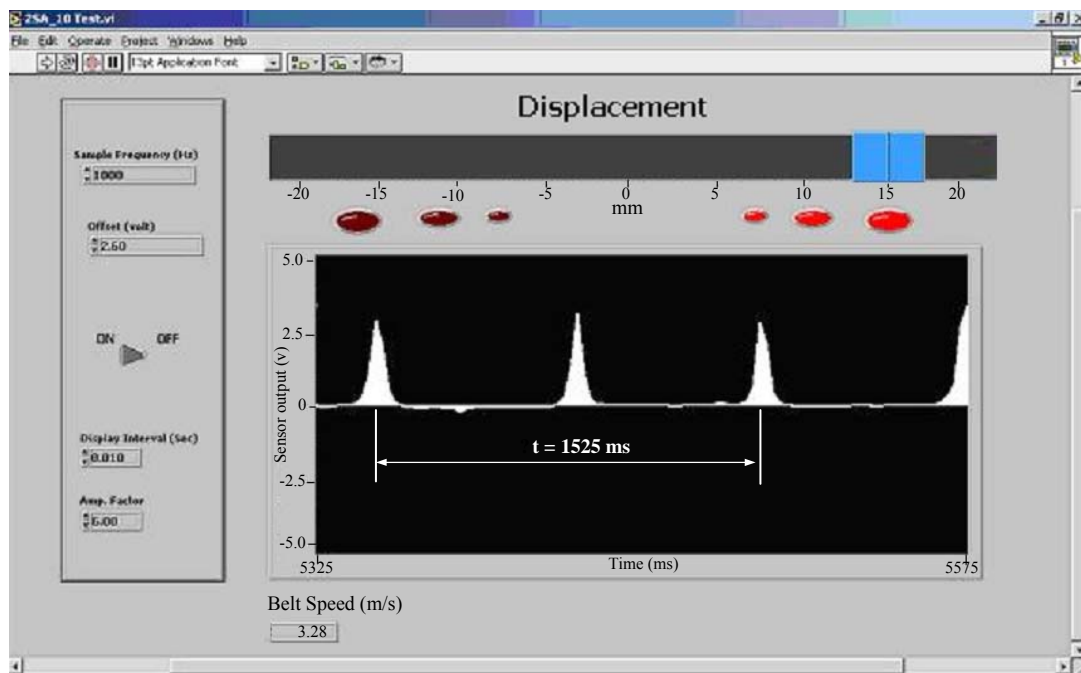 2SA_10 Test.vi
File Edit Operate Project Windows Help
13pt Application Font
Displacement
-20 -15 -10 -5 0 5 10 15 20
mm
Sample Frequency (Hz)
1000
Offset (volt)
2.60
ON OFF
Display Interval (Sec)
0.010
Amp. Factor
6.00
Sensor output (v)
5.0
2.5
0
-2.5
-5.0
t = 1525 ms
5325 Time (ms) 5575
Belt Speed (m/s)
3.28